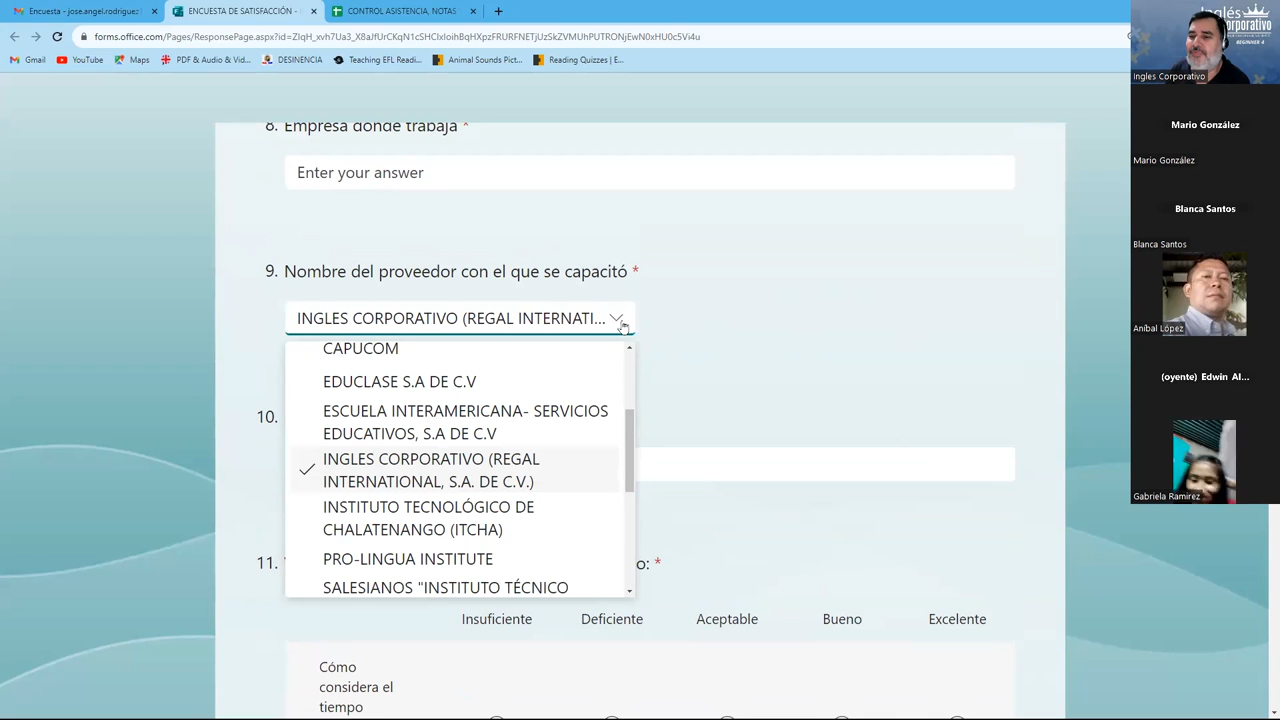 Encuesta - jose.angel.rodriguez
ENCUESTA DE SATISFACCIÓN -
CONTROL ASISTENCIA, NOTAS
forms.office.com/Pages/ResponsePage.aspx?id=ZIqH_xvh7Ua3_X8aJfUrCKqN1cSHCIxIoihBqHXpzFRURFNETjUzSkZVMUhPUTRONjEwN0xHU0c5Vi4u
Gmail
YouTube
Maps
PDF & Audio & Vid...
DESINENCIA
Teaching EFL Readi...
Animal Sounds Pict...
Reading Quizzes | E...
8. Empresa donde trabaja *
Enter your answer
9. Nombre del proveedor con el que se capacitó *
INGLES CORPORATIVO (REGAL INTERNATI...
CAPUCOM
EDUCLASE S.A DE C.V
ESCUELA INTERAMERICANA- SERVICIOS
EDUCATIVOS, S.A DE C.V
INGLES CORPORATIVO (REGAL
INTERNATIONAL, S.A. DE C.V.)
INSTITUTO TECNOLÓGICO DE
CHALATENANGO (ITCHA)
PRO-LINGUA INSTITUTE
SALESIANOS "INSTITUTO TÉCNICO
10.
11.
o: *
Insuficiente
Deficiente
Aceptable
Bueno
Excelente
Cómo
considera el
tiempo
Inglés
Corporativo
BEGINNER 4
Ingles Corporativo
Mario González
Mario González
Blanca Santos
Blanca Santos
Aníbal López
(oyente) Edwin Al...
Gabriela Ramirez